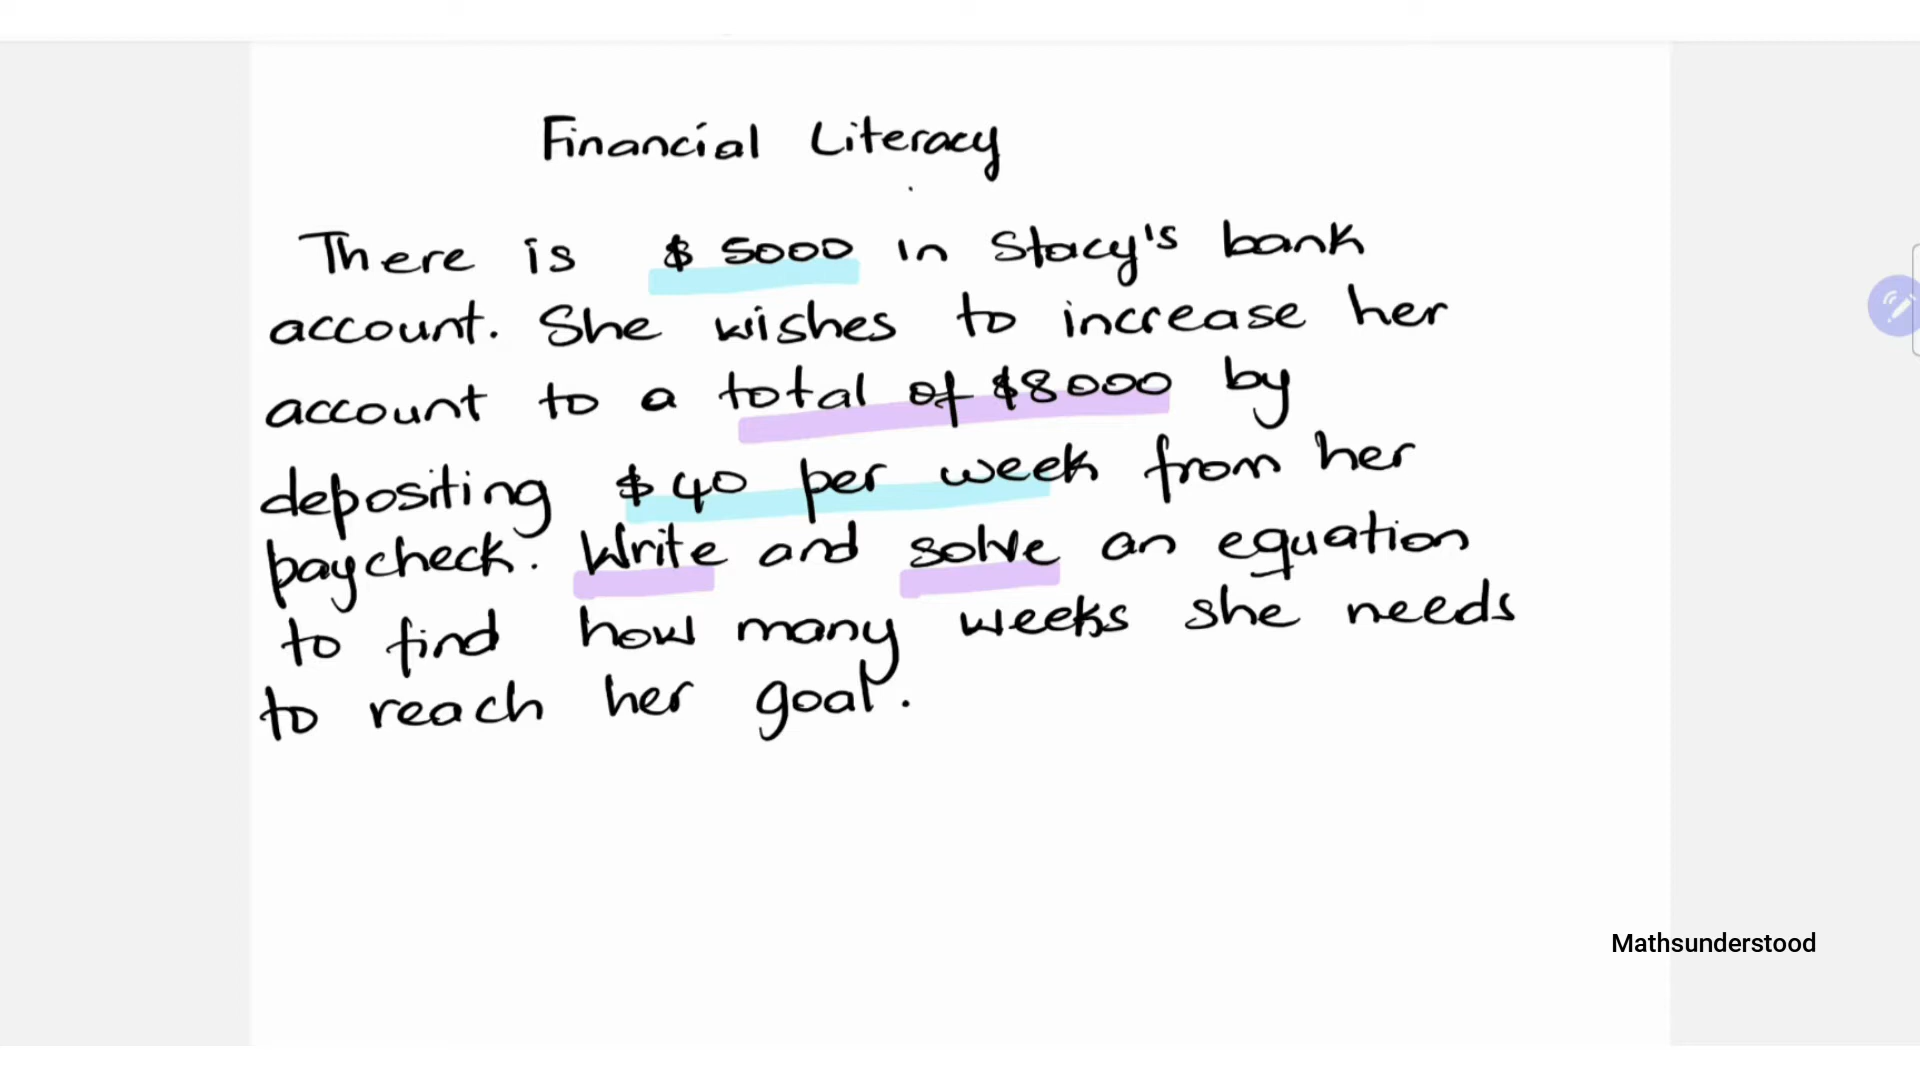 Financial Literacy
There is $ 5000 in Stacy's bank
account. She wishes to increase her
account to a total of $8000 by
depositing $ 40 per week from her
paycheck. Write and solve an equation
to find how many weeks she needs
to reach her goal.
Mathsunderstood